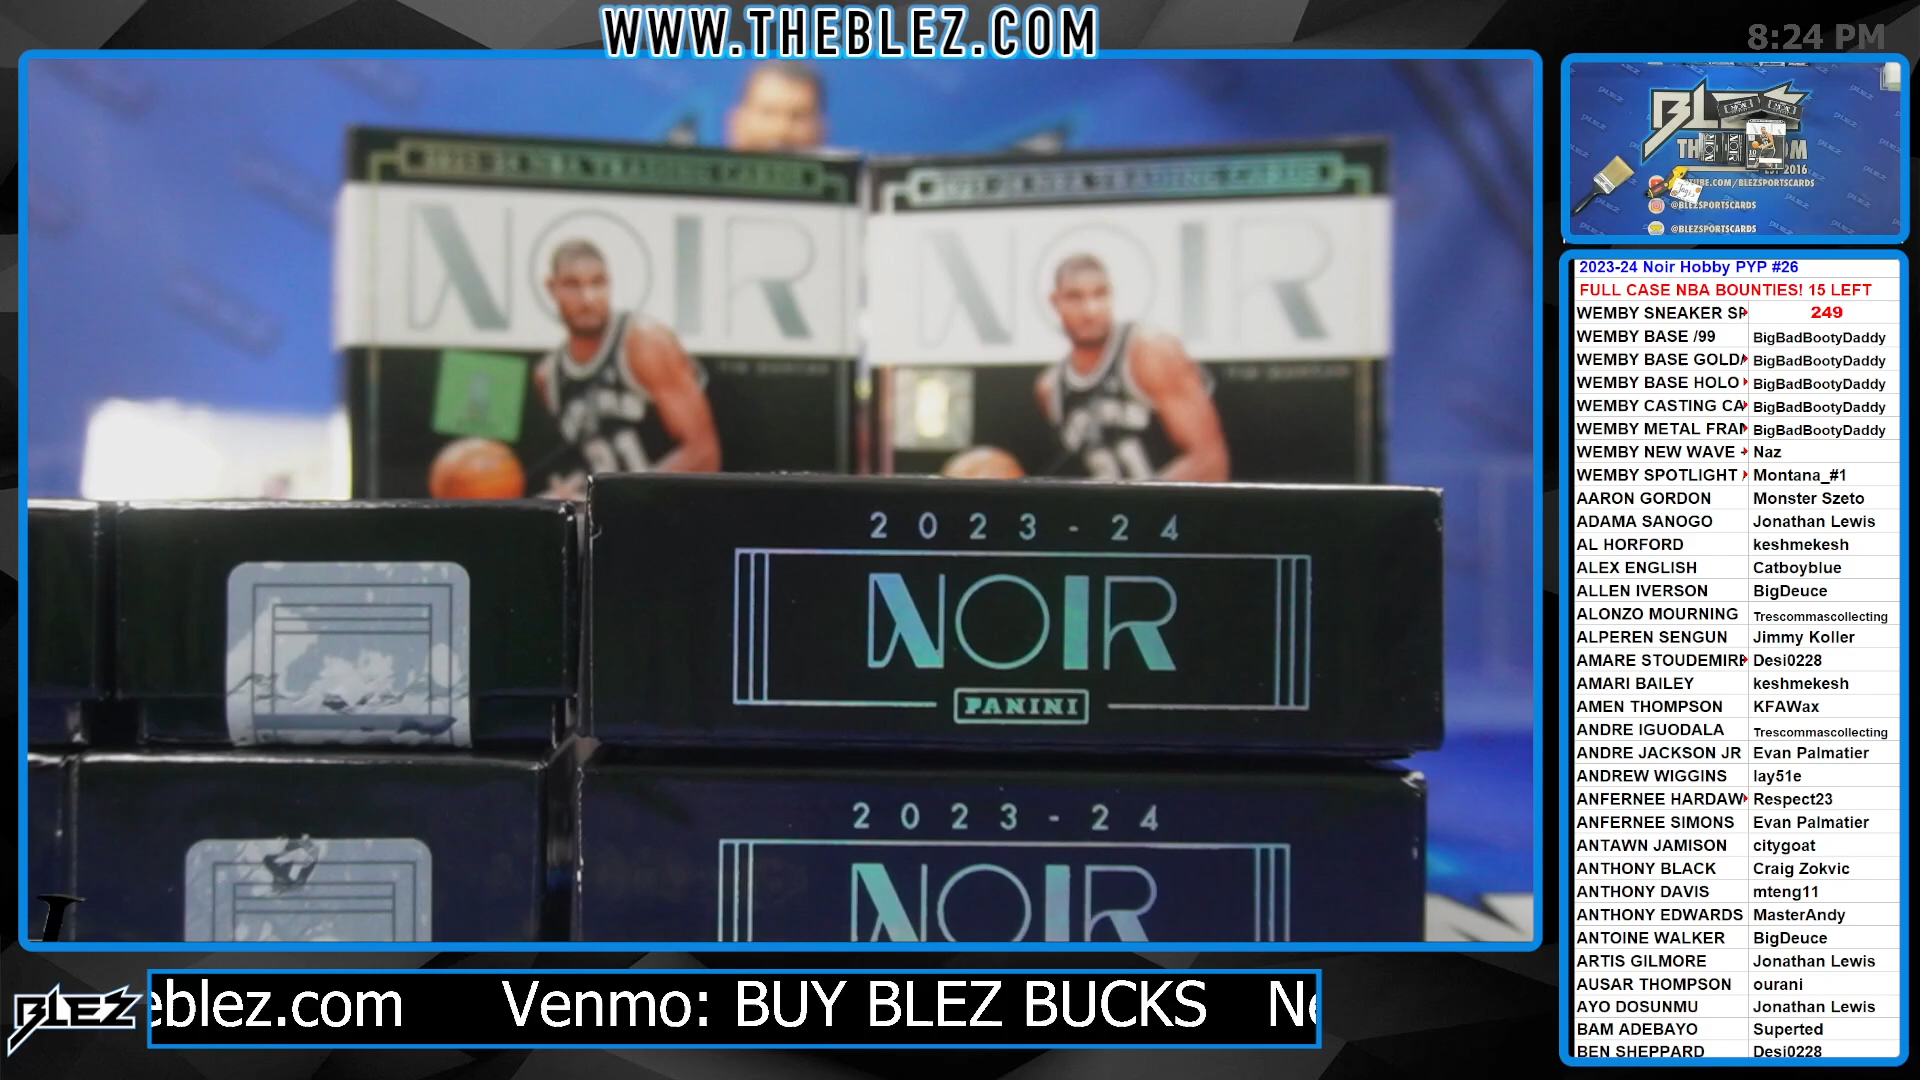 WWW.THEBLEZ.COM
8:24 PM
NOIR
NOIR
2023-24
NOIR
PANINI
2023-24
NOIR
BLEZ
eblez.com Venmo: BUY BLEZ BUCKS
@BLEZSPORTSCARDS
@BLEZSPORTSCARDS
2023-24 Noir Hobby PYP #26
FULL CASE NBA BOUNTIES! 15 LEFT
WEMBY SNEAKER SP 249
WEMBY BASE /99 BigBadBootyDaddy
WEMBY BASE GOLD BigBadBootyDaddy
WEMBY BASE HOLO BigBadBootyDaddy
WEMBY CASTING CA BigBadBootyDaddy
WEMBY METAL FRA BigBadBootyDaddy
WEMBY NEW WAVE Naz
WEMBY SPOTLIGHT Montana_#1
AARON GORDON Monster Szeto
ADAMA SANOGO Jonathan Lewis
AL HORFORD keshmekesh
ALEX ENGLISH Catboyblue
ALLEN IVERSON BigDeuce
ALONZO MOURNING Trescommascollecting
ALPEREN SENGUN Jimmy Koller
AMARE STOUDEMIRE Desi0228
AMARI BAILEY keshmekesh
AMEN THOMPSON KFAWax
ANDRE IGUODALA Trescommascollecting
ANDRE JACKSON JR Evan Palmatier
ANDREW WIGGINS lay51e
ANFERNEE HARDAW Respect23
ANFERNEE SIMONS Evan Palmatier
ANTAWN JAMISON citygoat
ANTHONY BLACK Craig Zokvic
ANTHONY DAVIS mteng11
ANTHONY EDWARDS MasterAndy
ANTOINE WALKER BigDeuce
ARTIS GILMORE Jonathan Lewis
AUSAR THOMPSON ourani
AYO DOSUNMU Jonathan Lewis
BAM ADEBAYO Superted
BEN SHEPPARD Desi0228